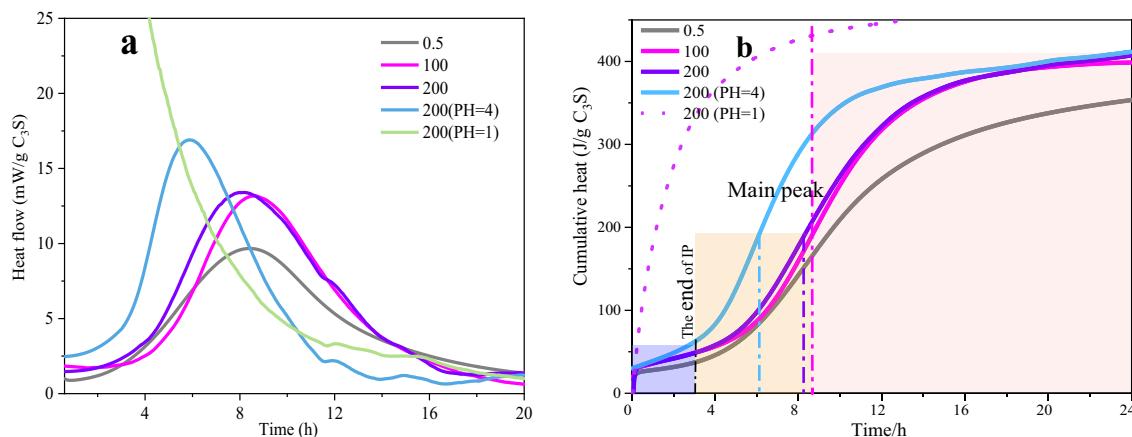 a
Heat flow (mW/g C₃S)
25
20
15
10
5
0
4
8
12
16
20
Time (h)
0.5
100
200
200(PH=4)
200(PH=1)
b
Cumulative heat (J/g C₃S)
400
300
200
100
0
0
4
8
12
16
20
24
Time/h
0.5
100
200
200 (PH=4)
200 (PH=1)
Main peak
The end of IP